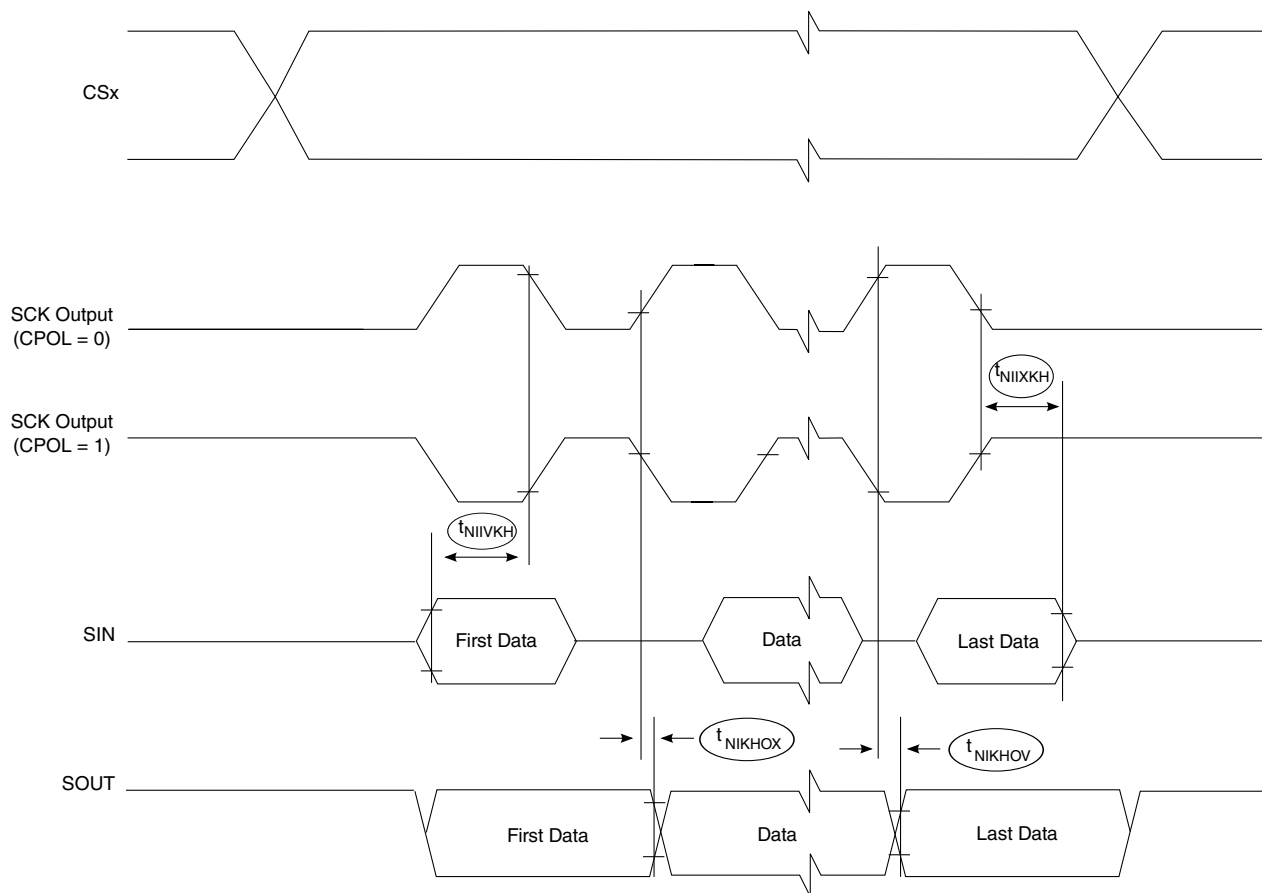 CSx
SCK Output
(CPOL = 0)
tNIIXKH
SCK Output
(CPOL = 1)
tNIIVKH
SIN
First Data
Data
Last Data
tNIKHOX
tNIKHOV
SOUT
First Data
Data
Last Data